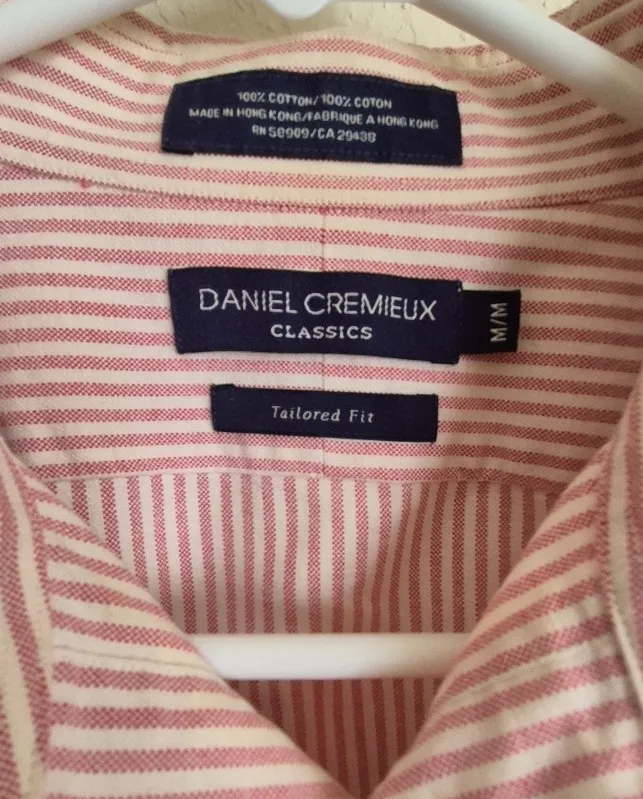 100% COTTON/100% COTON
MADE IN HONG KONG/FABRIQUE A HONG KONG
RN 56909/CA 29438
DANIEL CREMIEUX
CLASSICS
M/M
Tailored Fit